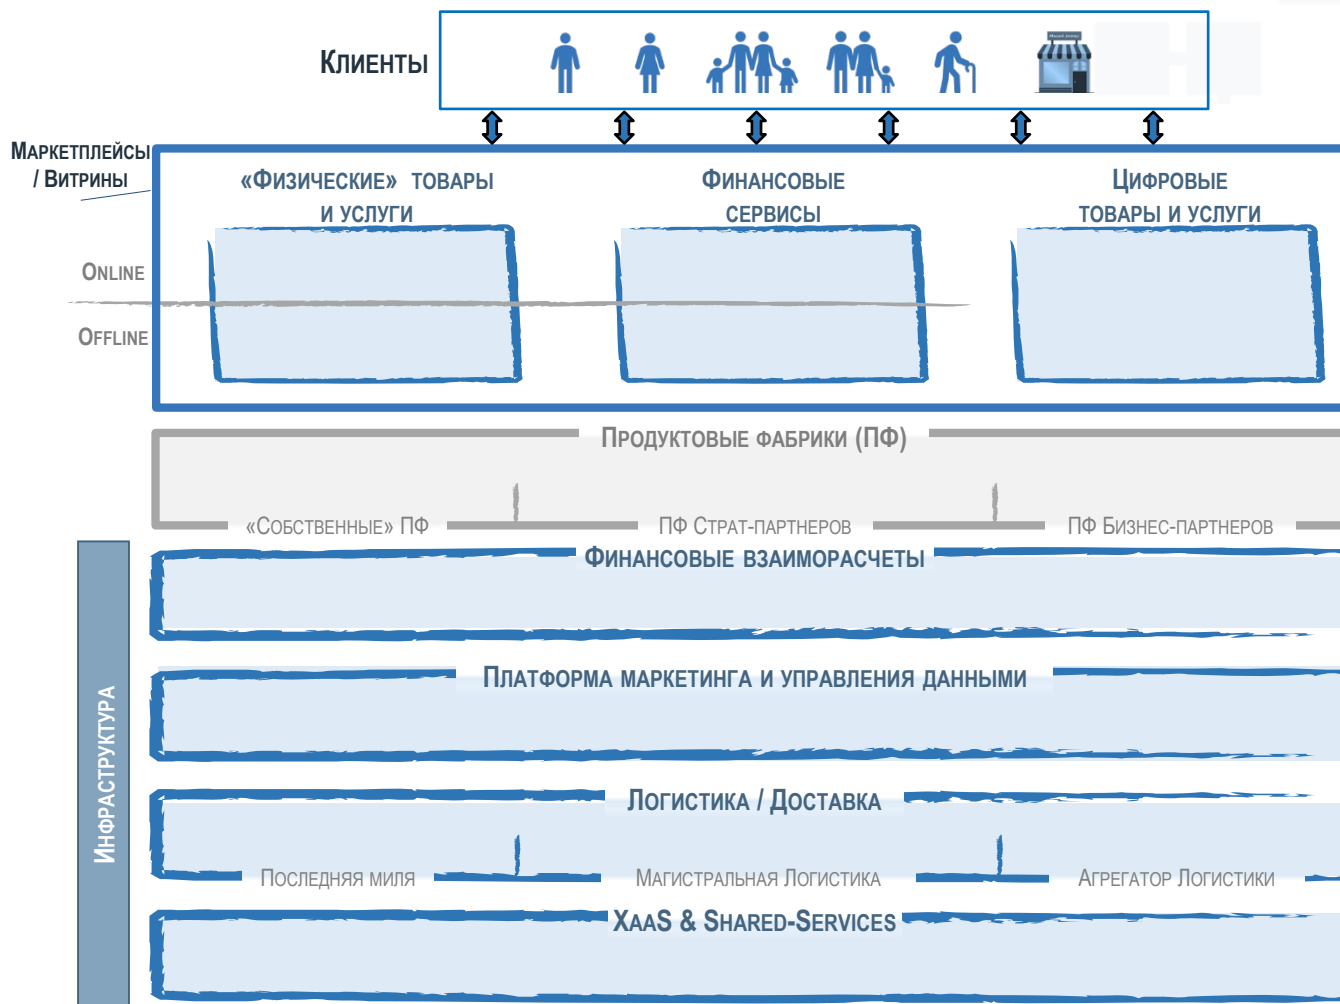 Клиенты
Маркетплейсы
/ Витрины
«Физические» товары
и услуги
Финансовые
сервисы
Цифровые
товары и услуги
Online
Offline
Продуктовые фабрики (ПФ)
«Собственные» ПФ
ПФ Страт-партнеров
ПФ Бизнес-партнеров
Инфраструктура
Финансовые взаиморасчеты
Платформа маркетинга и управления данными
Логистика / Доставка
Последняя миля
Магистральная Логистика
Агрегатор Логистики
XaaS & Shared-Services